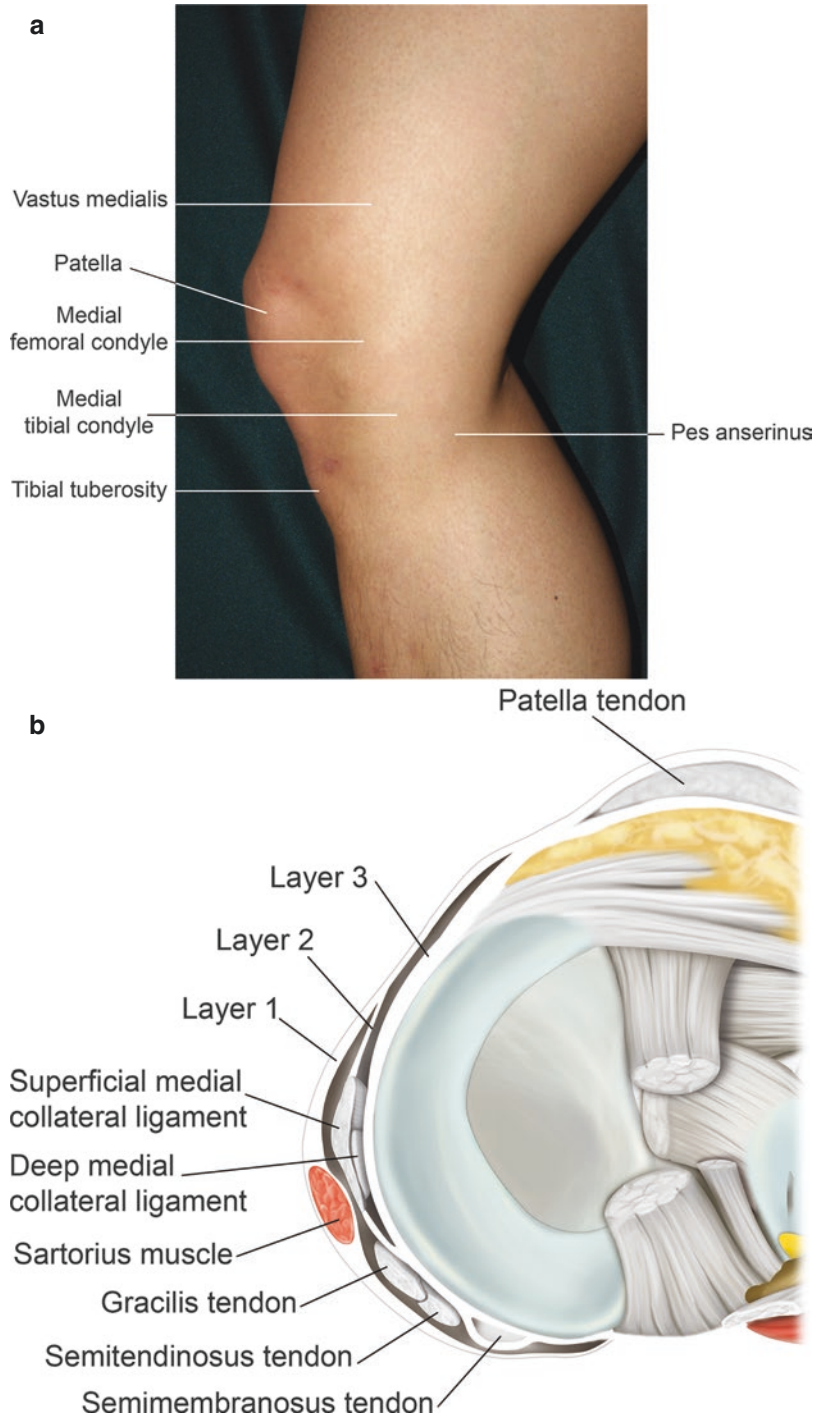 a
Vastus medialis
Patella
Medial
femoral condyle
Medial
tibial condyle
Pes anserinus
Tibial tuberosity
b
Patella tendon
Layer 3
Layer 2
Layer 1
Superficial medial
collateral ligament
Deep medial
collateral ligament
Sartorius muscle
Gracilis tendon
Semitendinosus tendon
Semimembranosus tendon